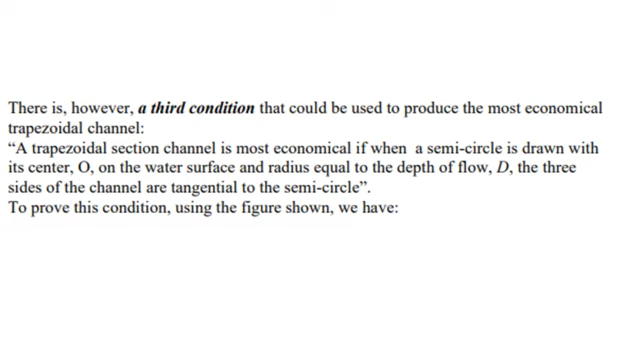 There is, however, a third condition that could be used to produce the most economical
trapezoidal channel:
“A trapezoidal section channel is most economical if when a semi-circle is drawn with
its center, O, on the water surface and radius equal to the depth of flow, D, the three
sides of the channel are tangential to the semi-circle”.
To prove this condition, using the figure shown, we have: